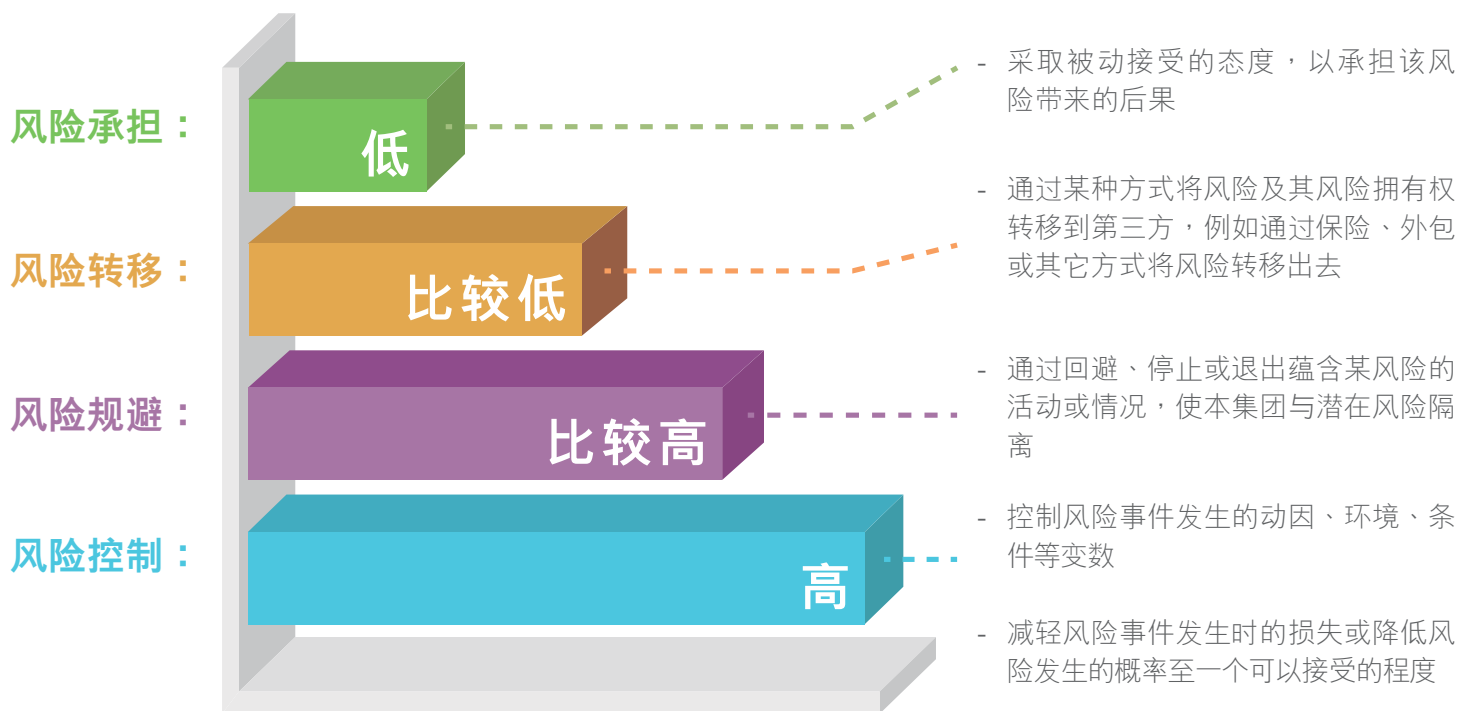 风险承担：
低
- 采取被动接受的态度，以承担该风
险带来的后果
风险转移：
比较低
- 通过某种方式将风险及其风险拥有权
转移到第三方，例如通过保险、外包
或其它方式将风险转移出去
风险规避：
比较高
- 通过回避、停止或退出蕴含某风险的
活动或情况，使本集团与潜在风险隔
离
风险控制：
高
- 控制风险事件发生的动因、环境、条
件等变数
- 减轻风险事件发生时的损失或降低风
险发生的概率至一个可以接受的程度